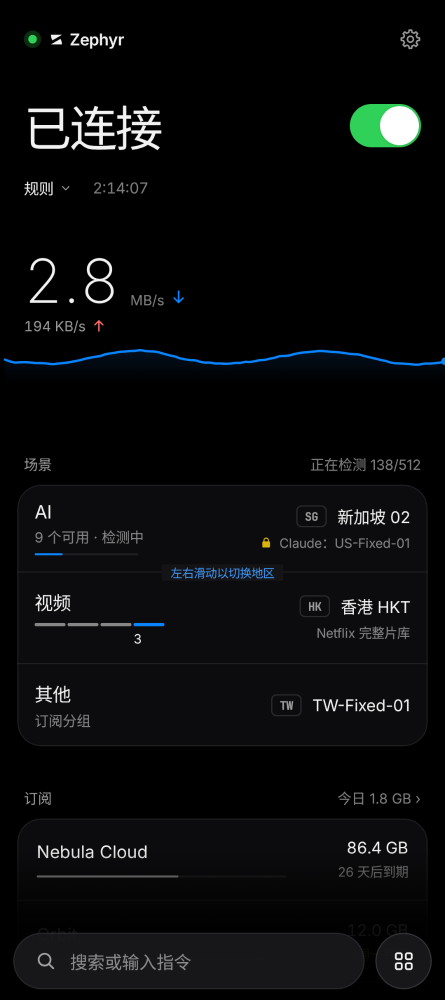 Zephyr
已连接
规则 2:14:07
2.8 MB/s ↓
194 KB/s ↑
场景 正在检测 138/512
AI SG 新加坡 02
9 个可用 · 检测中 Claude：US-Fixed-01
左右滑动以切换地区
视频 HK 香港 HKT
3 Netflix 完整片库
其他 TW TW-Fixed-01
订阅分组
订阅 今日 1.8 GB ›
Nebula Cloud 86.4 GB
26 天后到期
Orbit 12.0 GB
搜索或输入指令